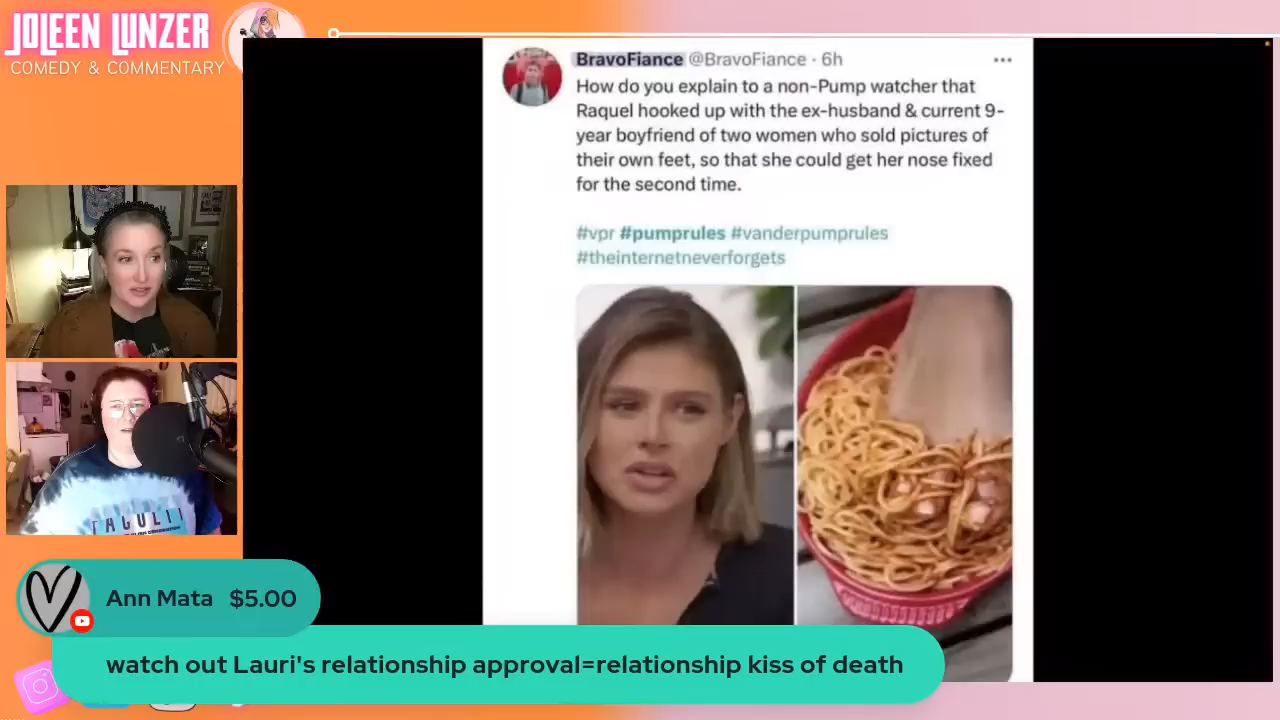 JOLEEN LUNZER
COMEDY & COMMENTARY
BravoFiance @BravoFiance · 6h
How do you explain to a non-Pump watcher that
Raquel hooked up with the ex-husband & current 9-
year boyfriend of two women who sold pictures of
their own feet, so that she could get her nose fixed
for the second time.
#vpr #pumprules #vanderpumprules
#theinternetneverforgets
Ann Mata $5.00
watch out Lauri's relationship approval=relationship kiss of death